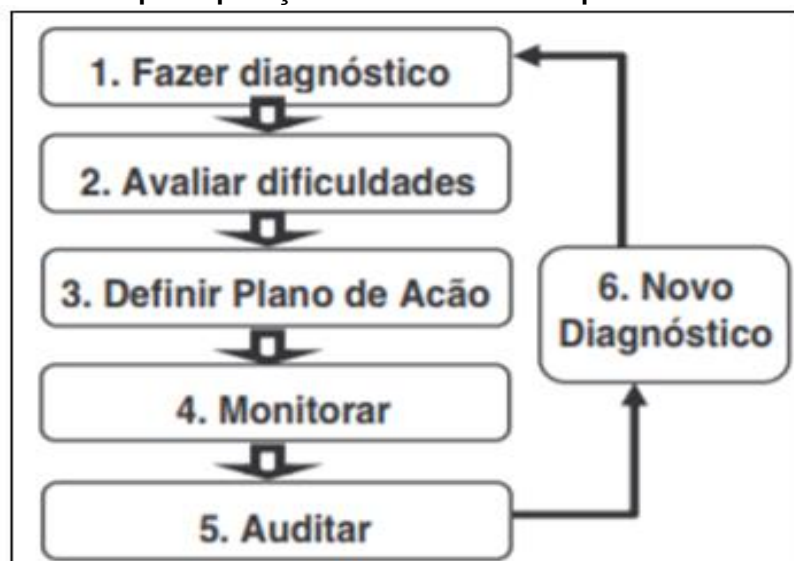 1. Fazer diagnóstico
2. Avaliar dificuldades
3. Definir Plano de Acão
4. Monitorar
5. Auditar
6. Novo
Diagnóstico